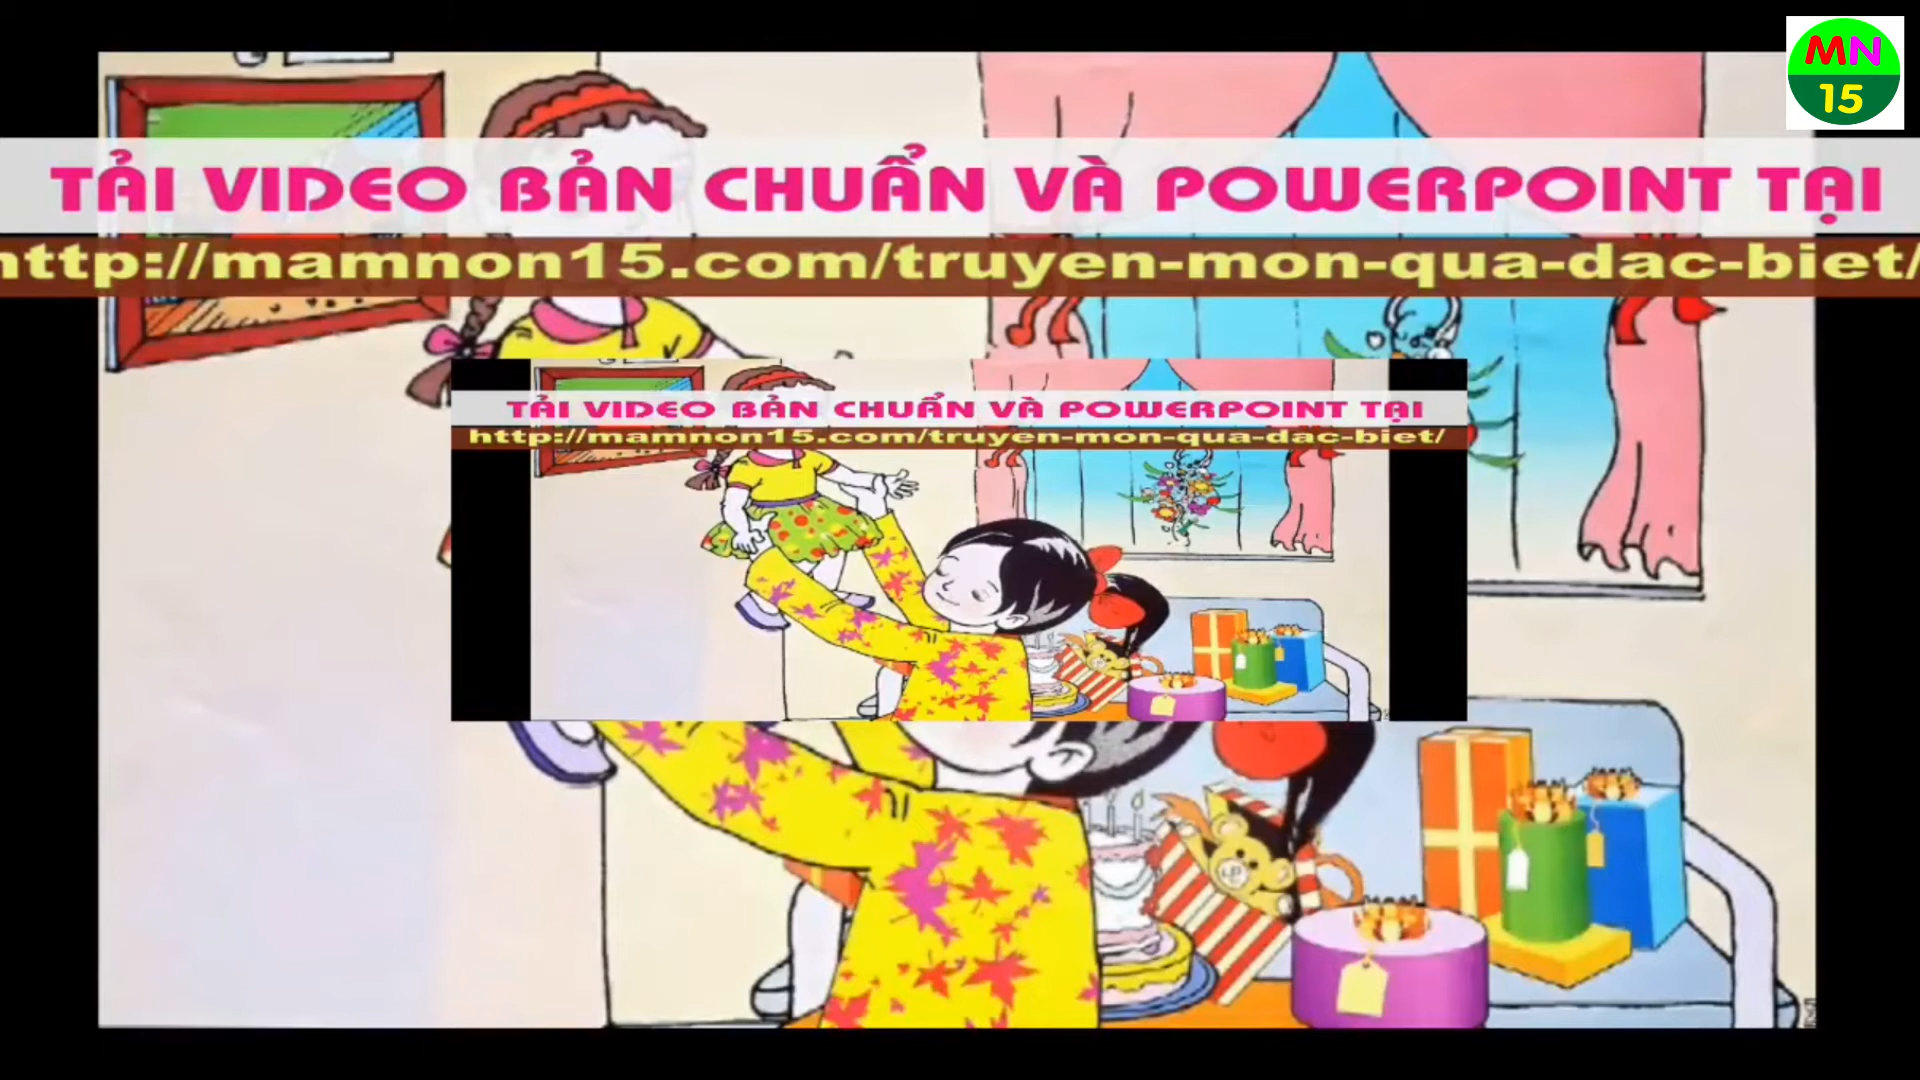 MN
15
TẢI VIDEO BẢN CHUẨN VÀ POWERPOINT TẠI
http://mamnon15.com/truyen-mon-qua-dac-biet/
TẢI VIDEO BẢN CHUẨN VÀ POWERPOINT TẠI
http://mamnon15.com/truyen-mon-qua-dac-biet/